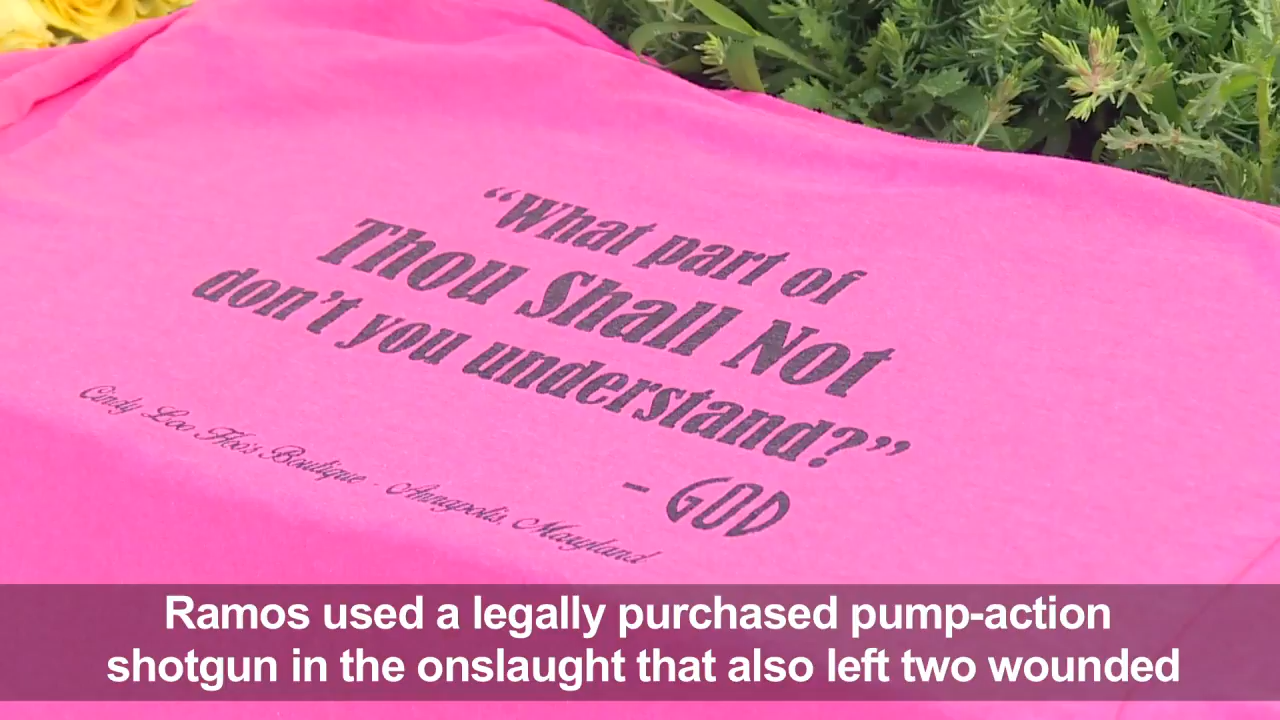 “What part of
Thou Shall Not
don’t you understand?”
- GOD
Cindy Loo Hoo's Boutique - Annapolis, Maryland
Ramos used a legally purchased pump-action
shotgun in the onslaught that also left two wounded